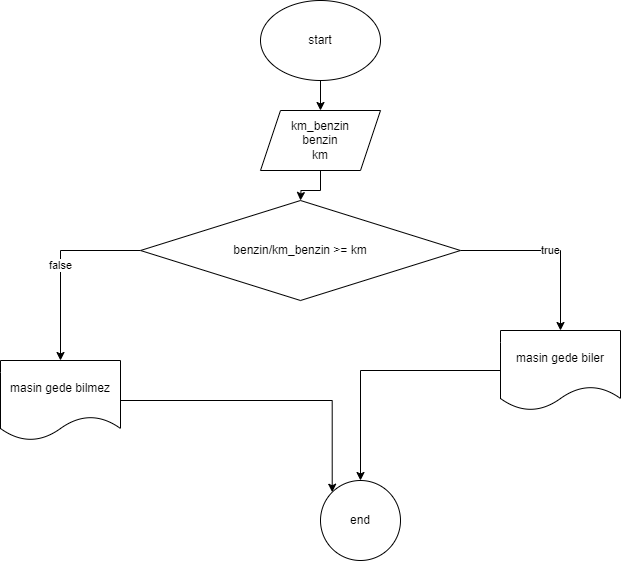 start
km_benzin
benzin
km
benzin/km_benzin >= km
false
true
masin gede bilmez
masin gede biler
end